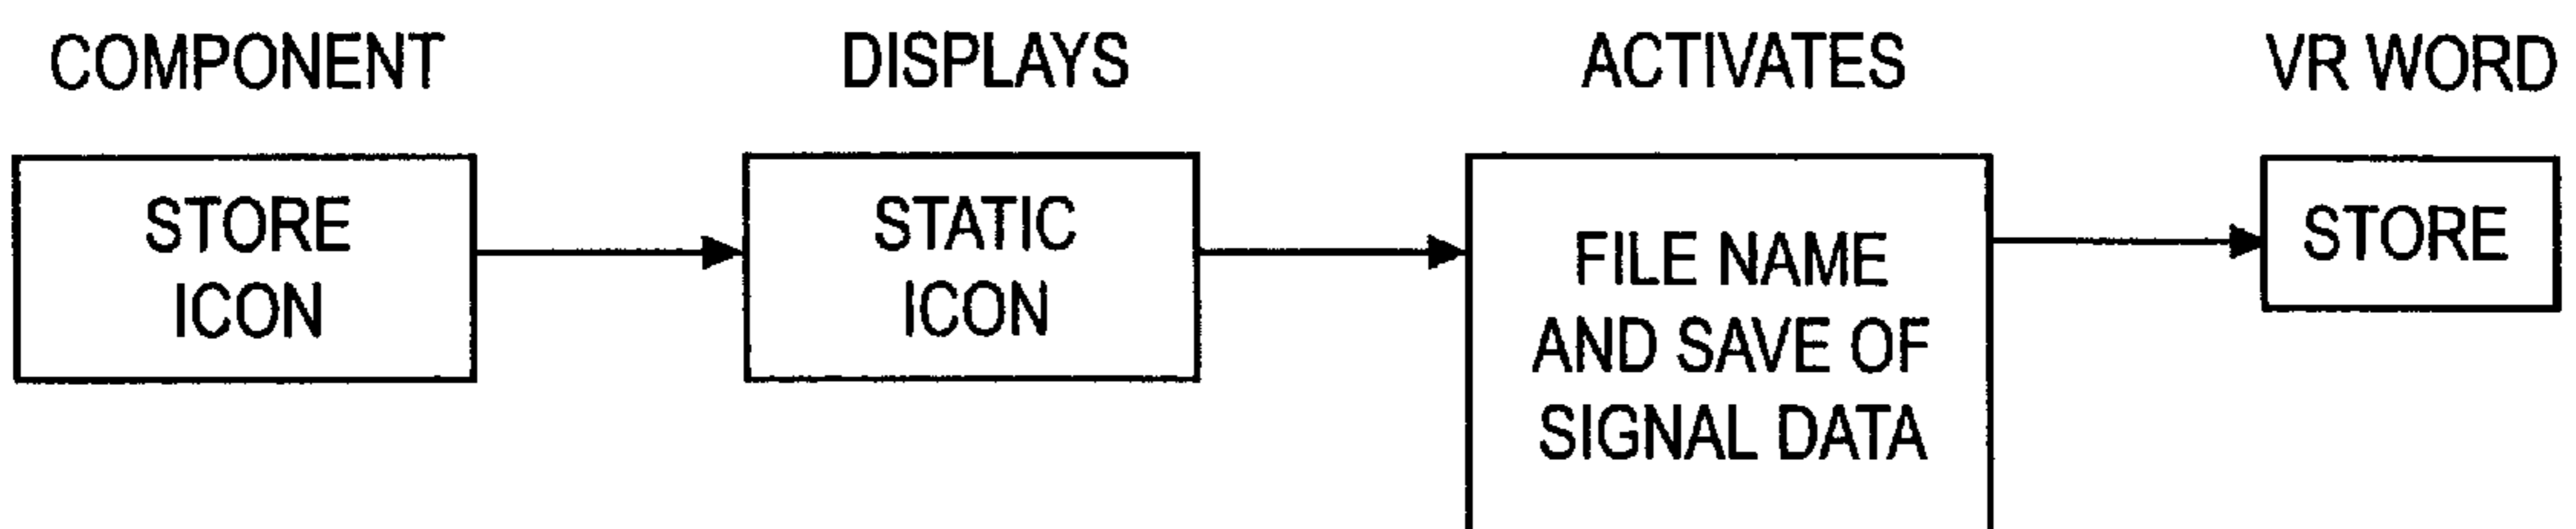 COMPONENT DISPLAYS ACTIVATES VR WORD
STORE
ICON
STATIC
ICON
FILE NAME
AND SAVE OF
SIGNAL DATA
STORE